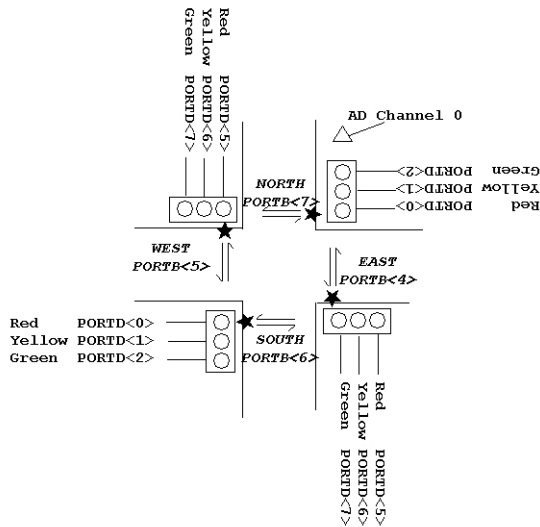 Red PORTD<5>
Yellow PORTD<6>
Green PORTD<7>
AD Channel 0
Green PORTD<2>
Yellow PORTD<1>
Red PORTD<0>
NORTH
PORTB<7>
WEST
PORTB<5>
EAST
PORTB<4>
Red PORTD<0>
Yellow PORTD<1>
Green PORTD<2>
SOUTH
PORTB<6>
Red PORTD<5>
Yellow PORTD<6>
Green PORTD<7>